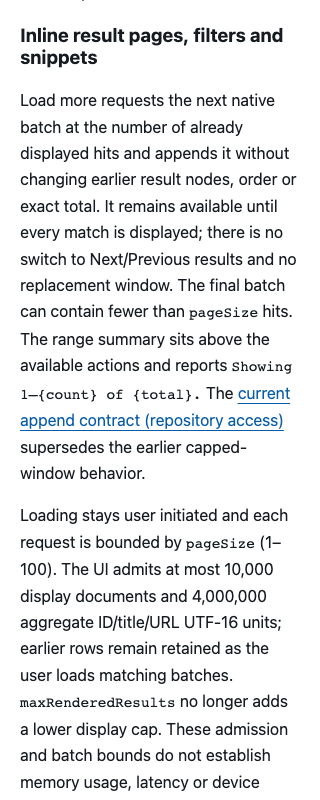 Inline result pages, filters and
snippets
Load more requests the next native
batch at the number of already
displayed hits and appends it without
changing earlier result nodes, order or
exact total. It remains available until
every match is displayed; there is no
switch to Next/Previous results and no
replacement window. The final batch
can contain fewer than pageSize hits.
The range summary sits above the
available actions and reports Showing
1–{count} of {total}. The current
append contract (repository access)
supersedes the earlier capped-
window behavior.
Loading stays user initiated and each
request is bounded by pageSize (1–
100). The UI admits at most 10,000
display documents and 4,000,000
aggregate ID/title/URL UTF-16 units;
earlier rows remain retained as the
user loads matching batches.
maxRenderedResults no longer adds
a lower display cap. These admission
and batch bounds do not establish
memory usage, latency or device